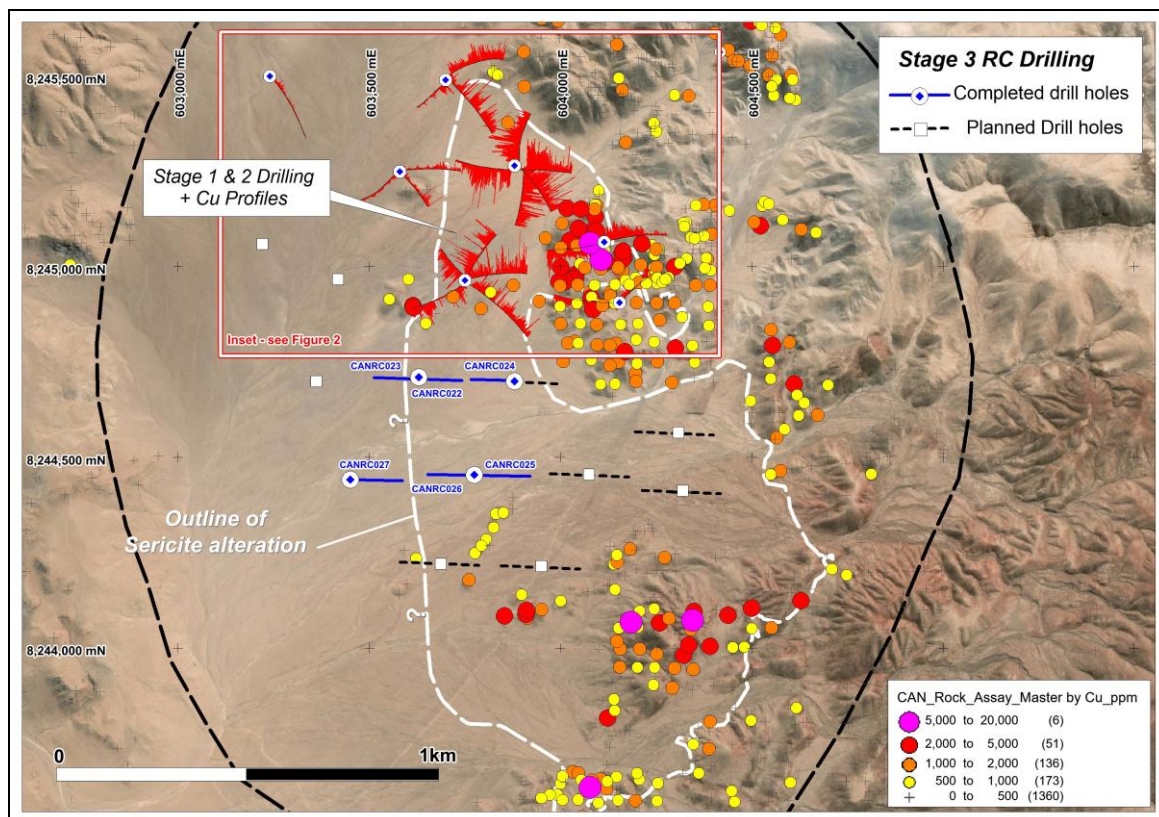 603,000 mE
603,500 mE
604,000 mE
604,500 mE
8,245,500 mN
8,245,000 mN
8,244,500 mN
8,244,000 mN
Stage 3 RC Drilling
Completed drill holes
Planned Drill holes
Stage 1 & 2 Drilling
+ Cu Profiles
Inset - see Figure 2
CANRC023
CANRC024
CANRC022
?
CANRC027
CANRC025
CANRC026
Outline of
Sericite alteration
?
0
1km
CAN_Rock_Assay_Master by Cu_ppm
5,000 to 20,000 (6)
2,000 to 5,000 (51)
1,000 to 2,000 (136)
500 to 1,000 (173)
0 to 500 (1360)